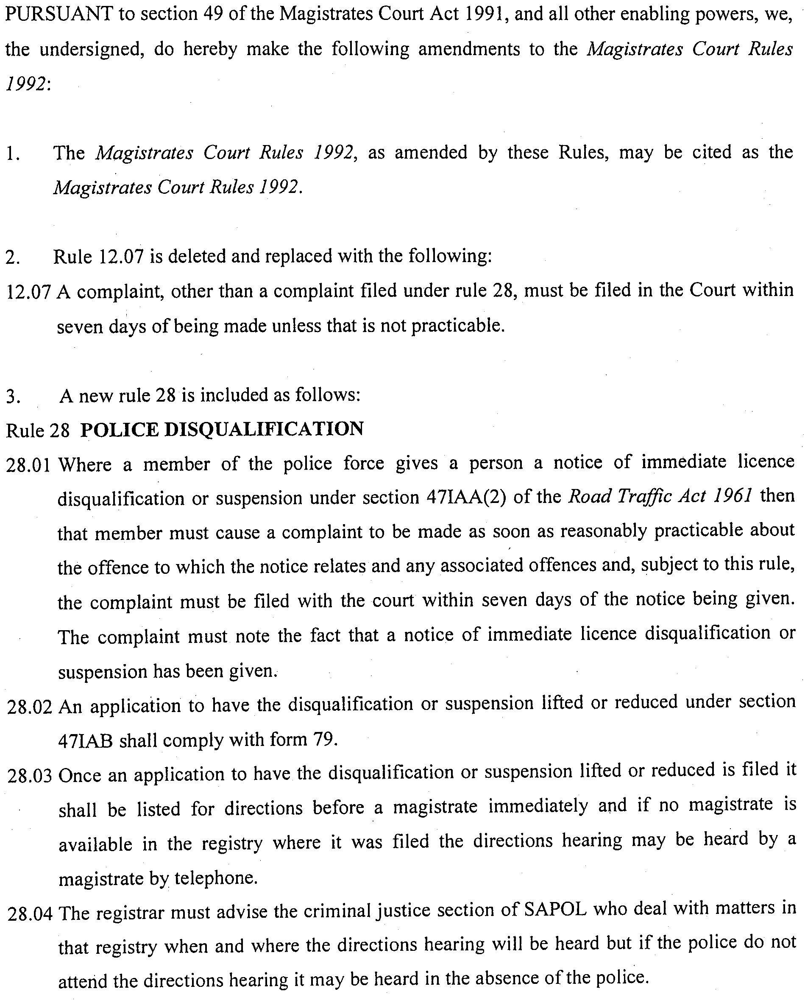 PURSUANT to section 49 of the Magistrates Court Act 1991, and all other enabling powers, we,
the undersigned, do hereby make the following amendments to the Magistrates Court Rules
1992:
1. The Magistrates Court Rules 1992, as amended by these Rules, may be cited as the
Magistrates Court Rules 1992.
2. Rule 12.07 is deleted and replaced with the following:
12.07 A complaint, other than a complaint filed under rule 28, must be filed in the Court within
seven days of being made unless that is not practicable.
3. A new rule 28 is included as follows:
Rule 28 POLICE DISQUALIFICATION
28.01 Where a member of the police force gives a person a notice of immediate licence
disqualification or suspension under section 47IAA(2) of the Road Traffic Act 1961 then
that member must cause a complaint to be made as soon as reasonably practicable about
the offence to which the notice relates and any associated offences and, subject to this rule,
the complaint must be filed with the court within seven days of the notice being given.
The complaint must note the fact that a notice of immediate licence disqualification or
suspension has been given.
28.02 An application to have the disqualification or suspension lifted or reduced under section
47IAB shall comply with form 79.
28.03 Once an application to have the disqualification or suspension lifted or reduced is filed it
shall be listed for directions before a magistrate immediately and if no magistrate is
available in the registry where it was filed the directions hearing may be heard by a
magistrate by telephone.
28.04 The registrar must advise the criminal justice section of SAPOL who deal with matters in
that registry when and where the directions hearing will be heard but if the police do not
attend the directions hearing it may be heard in the absence of the police.